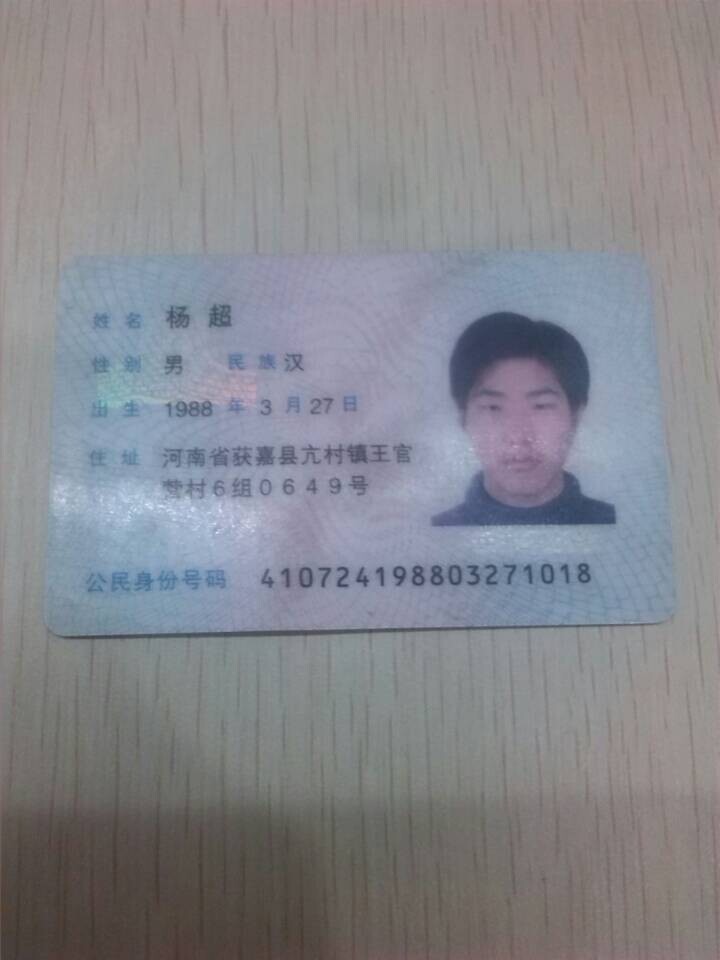 姓名 杨超
性别 男 民族 汉
出生 1988 年 3 月 27 日
住址 河南省获嘉县亢村镇王官
营村6组0649号
公民身份号码 410724198803271018